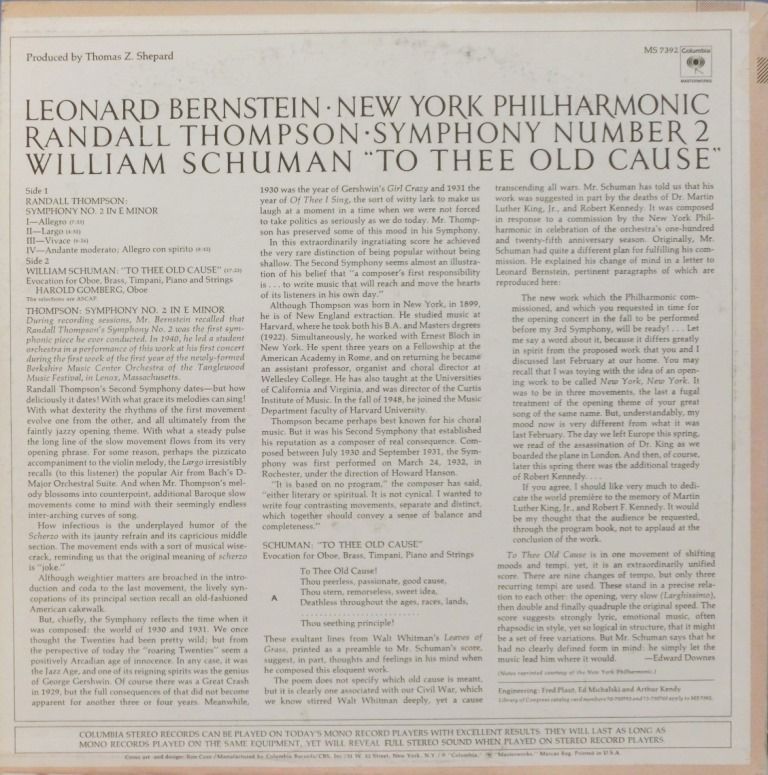 Produced by Thomas Z. Shepard
MS 7392
Columbia
MASTERWORKS
LEONARD BERNSTEIN · NEW YORK PHILHARMONIC
RANDALL THOMPSON · SYMPHONY NUMBER 2
WILLIAM SCHUMAN "TO THEE OLD CAUSE"
Side 1
RANDALL THOMPSON:
SYMPHONY NO. 2 IN E MINOR
I—Allegro
II—Largo
III—Vivace
IV—Andante moderato; Allegro con spirito
Side 2
WILLIAM SCHUMAN: "TO THEE OLD CAUSE" (17:23)
Evocation for Oboe, Brass, Timpani, Piano and Strings
HAROLD GOMBERG, Oboe
The selections are ASCAP.
THOMPSON: SYMPHONY NO. 2 IN E MINOR
During recording sessions, Mr. Bernstein recalled that
Randall Thompson's Symphony No. 2 was the first sym-
phonic piece he ever conducted. In 1940, he led a student
orchestra in a performance of this work at his first concert
during the first week of the first year of the newly-formed
Berkshire Music Center Orchestra of the Tanglewood
Music Festival, in Lenox, Massachusetts.
Randall Thompson's Second Symphony dates—but how
deliciously it dates! With what grace its melodies can sing!
With what dexterity the rhythms of the first movement
evolve one from the other, and all ultimately from the
faintly jazzy opening theme. With what a steady pulse
the long line of the slow movement flows from its very
opening phrase. For some reason, perhaps the pizzicato
accompaniment to the violin melody, the Largo irresistibly
recalls (to this listener) the popular Air from Bach's D-
Major Orchestral Suite. And when Mr. Thompson's mel-
ody blossoms into counterpoint, additional Baroque slow
movements come to mind with their seemingly endless
inter-arching curves of song.
How infectious is the underplayed humor of the
Scherzo with its jaunty refrain and its capricious middle
section. The movement ends with a sort of musical wise-
crack, reminding us that the original meaning of scherzo
is "joke."
Although weightier matters are broached in the intro-
duction and coda to the last movement, the lively syn-
copations of its principal section recall an old-fashioned
American cakewalk.
But, chiefly, the Symphony reflects the time when it
was composed: the world of 1930 and 1931. We once
thought the Twenties had been pretty wild; but from
the perspective of today the "roaring Twenties" seem a
positively Arcadian age of innocence. In any case, it was
the Jazz Age, and one of its reigning spirits was the genius
of George Gershwin. Of course there was a Great Crash
in 1929, but the full consequences of that did not become
apparent for another three or four years. Meanwhile,
1930 was the year of Gershwin's Girl Crazy and 1931 the
year of Of Thee I Sing, the sort of witty lark to make us
laugh at a moment in a time when we were not forced
to take politics as seriously as we do today. Mr. Thomp-
son has preserved some of this mood in his Symphony.
In this extraordinarily ingratiating score he achieved
the very rare distinction of being popular without being
shallow. The Second Symphony seems almost an illustra-
tion of his belief that "a composer's first responsibility
is . . . to write music that will reach and move the hearts
of its listeners in his own day."
Although Thompson was born in New York, in 1899,
he is of New England extraction. He studied music at
Harvard, where he took both his B.A. and Masters degrees
(1922). Simultaneously, he worked with Ernest Bloch in
New York. He spent three years on a Fellowship at the
American Academy in Rome, and on returning he became
an assistant professor, organist and choral director at
Wellesley College. He has also taught at the Universities
of California and Virginia, and was director of the Curtis
Institute of Music. In the fall of 1948, he joined the Music
Department faculty of Harvard University.
Thompson became perhaps best known for his choral
music. But it was his Second Symphony that established
his reputation as a composer of real consequence. Com-
posed between July 1930 and September 1931, the Sym-
phony was first performed on March 24, 1932, in
Rochester, under the direction of Howard Hanson.
"It is based on no program," the composer has said,
"either literary or spiritual. It is not cynical. I wanted to
write four contrasting movements, separate and distinct,
which together should convey a sense of balance and
completeness."
SCHUMAN: "TO THEE OLD CAUSE"
Evocation for Oboe, Brass, Timpani, Piano and Strings
To Thee Old Cause!
Thou peerless, passionate, good cause,
Thou stern, remorseless, sweet idea,
A
Deathless throughout the ages, races, lands,
. . . . . . . . . . . . . . . . . . . . . . . . . .
Thou seething principle!
These exultant lines from Walt Whitman's Leaves of
Grass, printed as a preamble to Mr. Schuman's score,
suggest, in part, thoughts and feelings in his mind when
he composed this eloquent work.
The poem does not specify which old cause is meant,
but it is clearly one associated with our Civil War, which
we know stirred Walt Whitman deeply, yet a cause
transcending all wars. Mr. Schuman has told us that his
work was suggested in part by the deaths of Dr. Martin
Luther King, Jr., and Robert Kennedy. It was composed
in response to a commission by the New York Phil-
harmonic in celebration of the orchestra's one-hundred
and twenty-fifth anniversary season. Originally, Mr.
Schuman had quite a different plan for fulfilling his com-
mission. He explained his change of mind in a letter to
Leonard Bernstein, pertinent paragraphs of which are
reproduced here:
The new work which the Philharmonic com-
missioned, and which you requested in time for
the opening concert in the fall to be performed
before my 3rd Symphony, will be ready! . . . Let
me say a word about it, because it differs greatly
in spirit from the proposed work that you and I
discussed last February at our home. You may
recall that I was toying with the idea of an open-
ing work to be called New York, New York. It
was to be in three movements, the last a fugal
treatment of the opening theme of your great
song of the same name. But, understandably, my
mood now is very different from what it was
last February. The day we left Europe this spring,
we read of the assassination of Dr. King as we
boarded the plane in London. And then, of course,
later this spring there was the additional tragedy
of Robert Kennedy. . . .
If you agree, I should like very much to dedi-
cate the world première to the memory of Martin
Luther King, Jr., and Robert F. Kennedy. It would
be my thought that the audience be requested,
through the program book, not to applaud at the
conclusion of the work.
To Thee Old Cause is in one movement of shifting
moods and tempi, yet, it is an extraordinarily unified
score. There are nine changes of tempo, but only three
recurring tempi are used. These stand in a precise rela-
tion to each other: the opening, very slow (Larghissimo),
then double and finally quadruple the original speed. The
score suggests strongly lyric, emotional music, often
rhapsodic in style, yet so logical in structure, that it might
be a set of free variations. But Mr. Schuman says that he
had no clearly defined form in mind: he simply let the
music lead him where it would. —Edward Downes
(Notes reprinted courtesy of the New York Philharmonic.)
Engineering: Fred Plaut, Ed Michalski and Arthur Kendy
Library of Congress catalog card numbers apply to MS7392.
COLUMBIA STEREO RECORDS CAN BE PLAYED ON TODAY'S MONO RECORD PLAYERS WITH EXCELLENT RESULTS. THEY WILL LAST AS LONG AS
MONO RECORDS PLAYED ON THE SAME EQUIPMENT, YET WILL REVEAL FULL STEREO SOUND WHEN PLAYED ON STEREO RECORD PLAYERS.
Cover art and design: Ron Coro / Manufactured by Columbia Records/CBS, Inc./51 W. 52 Street, New York, N.Y./® "Columbia," "Masterworks," Marcas Reg. Printed in U.S.A.